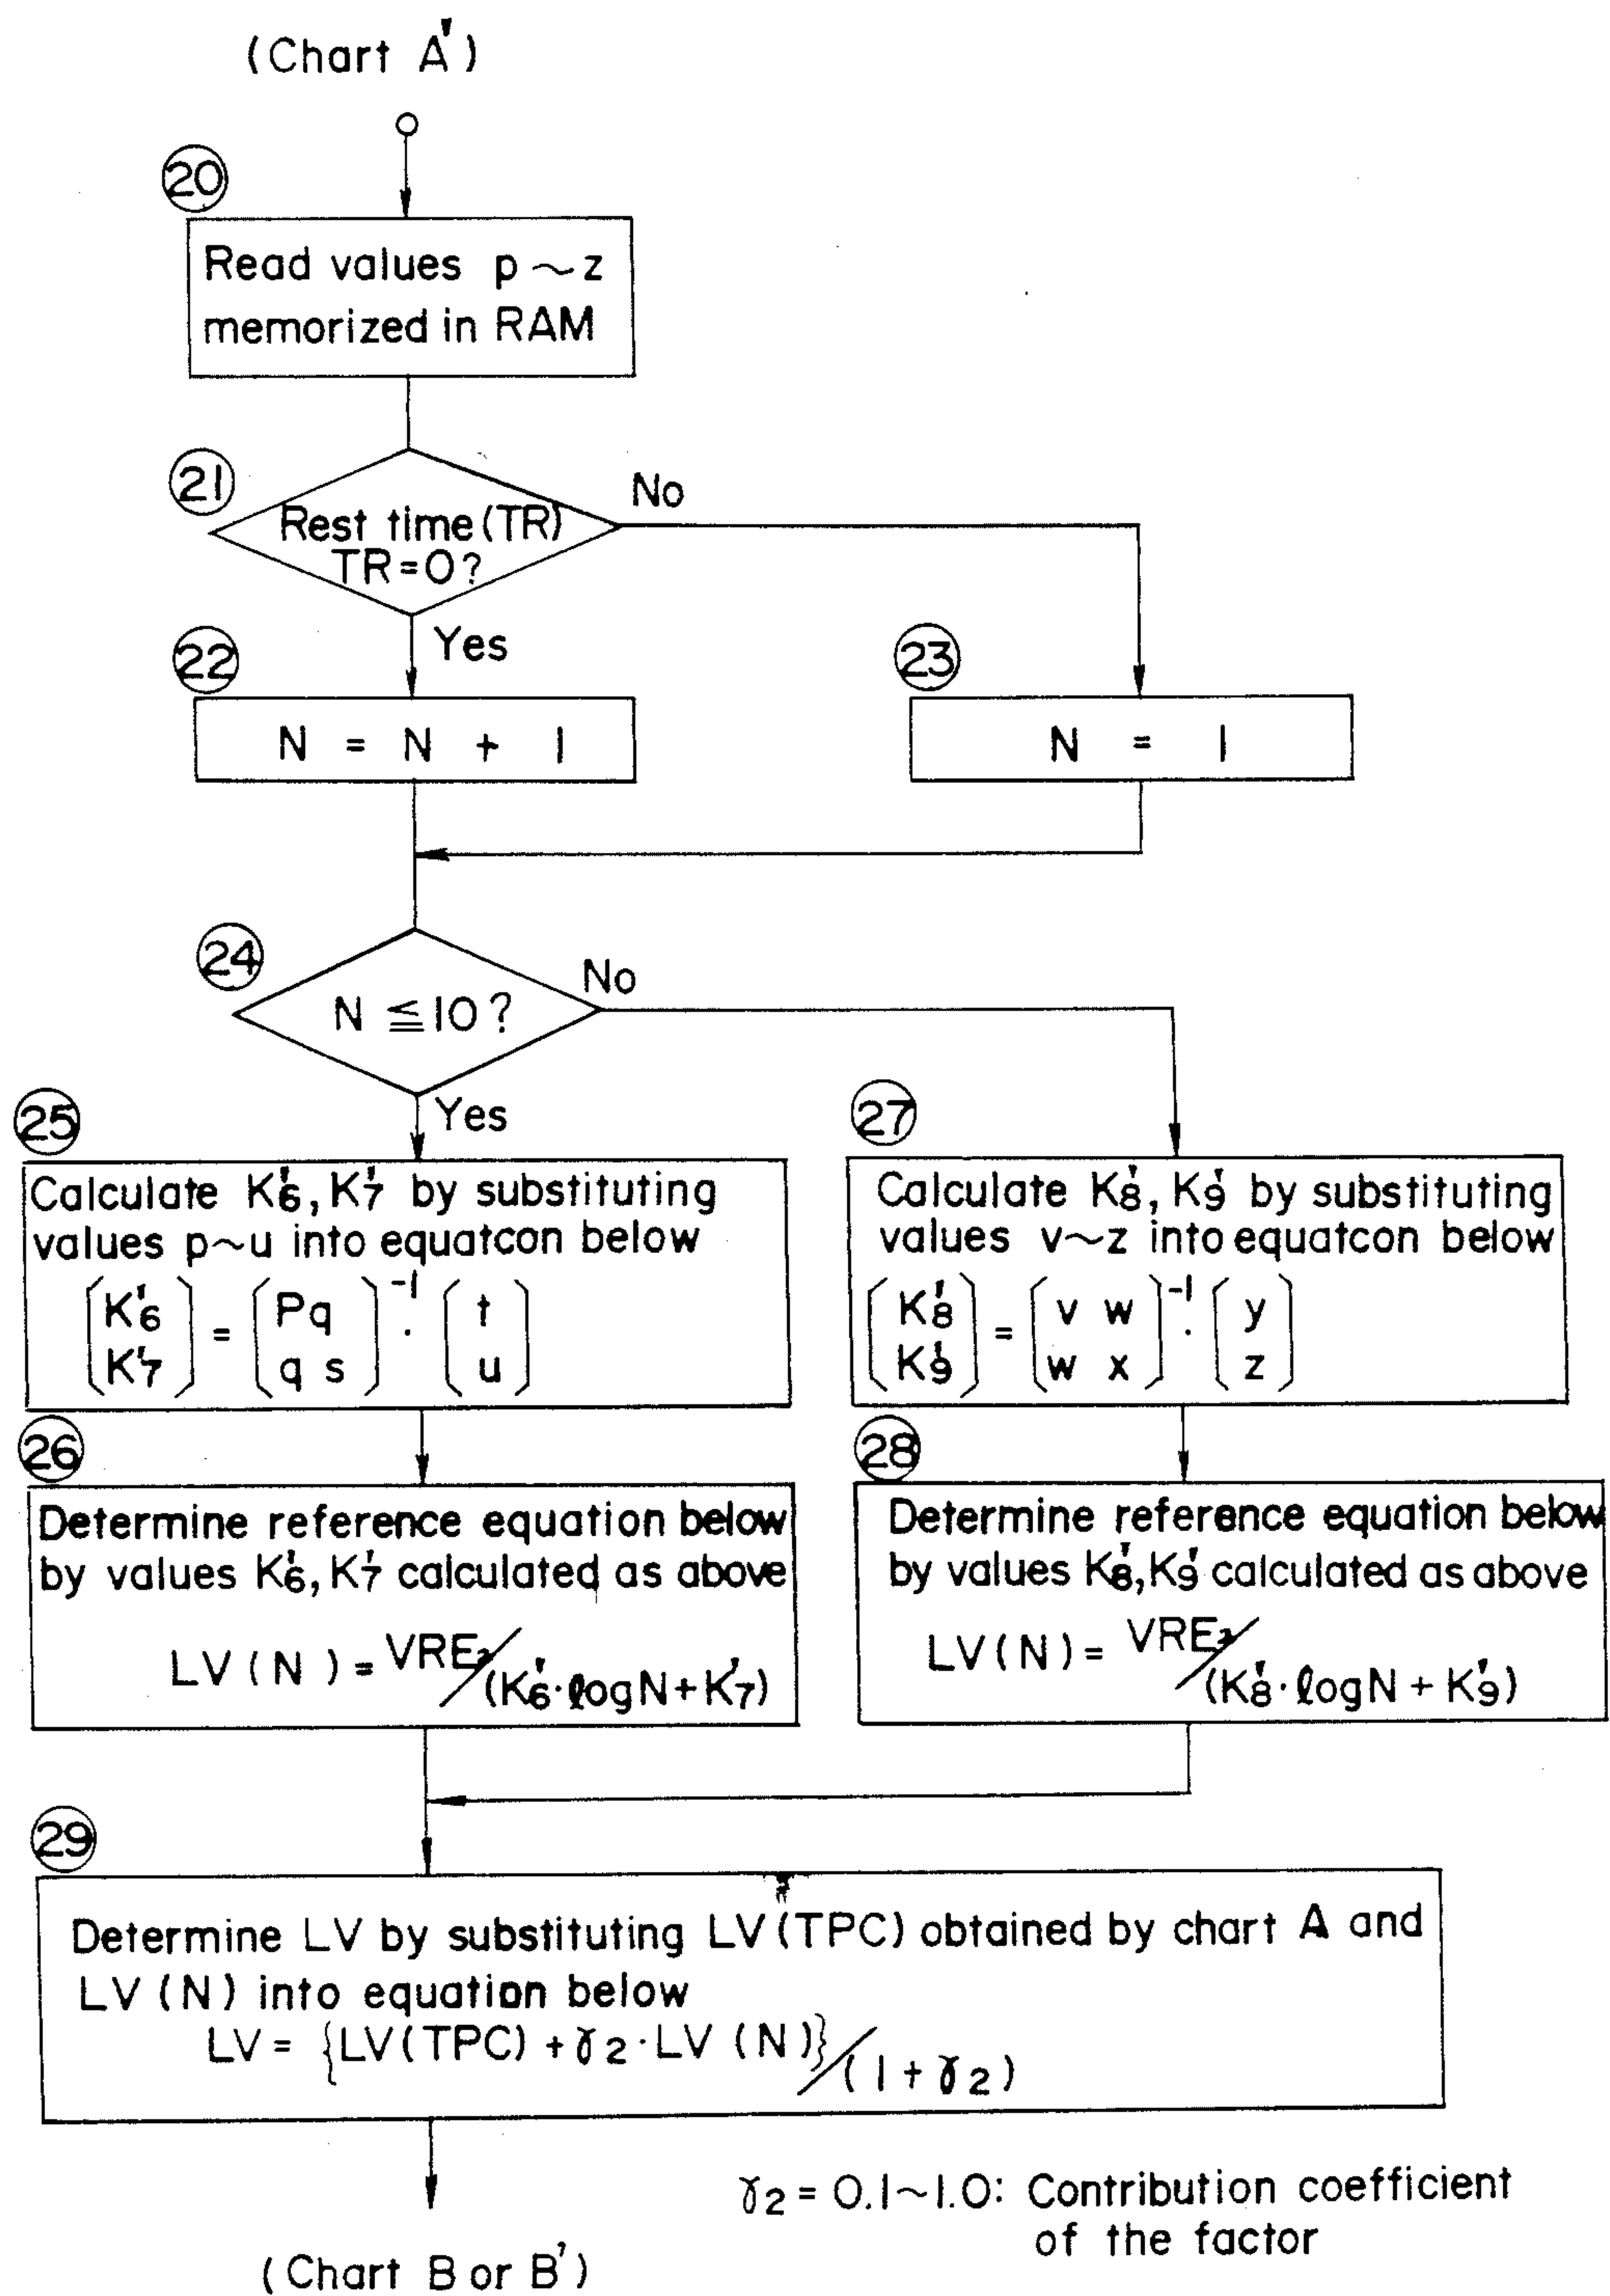 (Chart A')
20
Read values p~z
memorized in RAM
21
Rest time (TR)
TR=0?
No
Yes
22
N = N + 1
23
N = 1
24
N ≦ 10?
No
Yes
25
Calculate K'6, K'7 by substituting
values p~u into equatcon below
(K'6 K'7) = (Pq q s)^-1 · (t u)
27
Calculate K'8, K'9 by substituting
values v~z into equatcon below
(K'8 K'9) = (v w w x)^-1 · (y z)
26
Determine reference equation below
by values K'6, K'7 calculated as above
LV(N) = VRE2/(K'6·logN+K'7)
28
Determine reference equation below
by values K'8, K'9 calculated as above
LV(N) = VRE2/(K'8·logN + K'9)
29
Determine LV by substituting LV(TPC) obtained by chart A and
LV(N) into equation below
LV = {LV(TPC) + γ2·LV(N)}/(1 + γ2)
γ2 = 0.1~1.0: Contribution coefficient
of the factor
(Chart B or B')